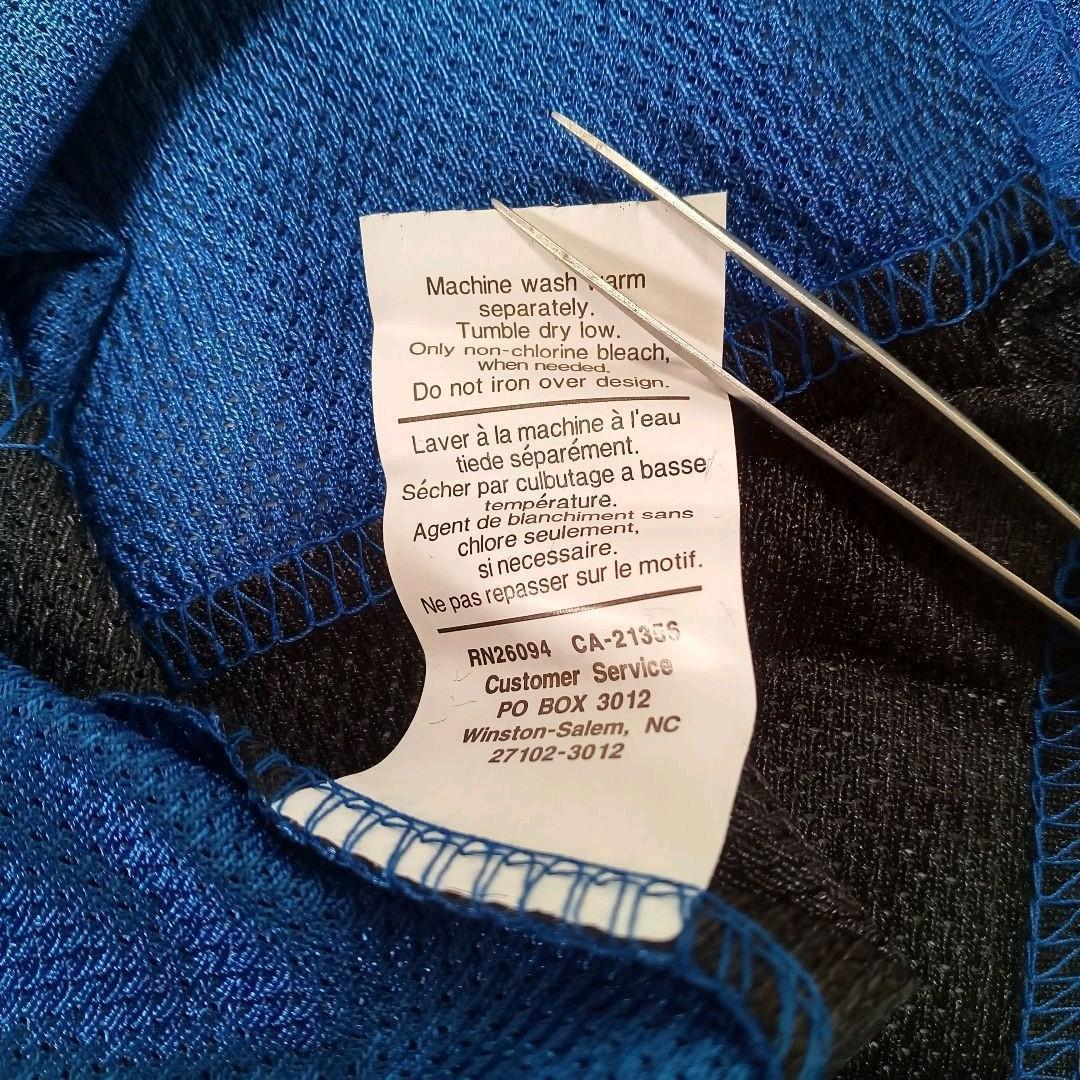 Machine wash warm
separately.
Tumble dry low.
Only non-chlorine bleach,
when needed.
Do not iron over design.
Laver à la machine à l'eau
tiede séparément.
Sécher par culbutage a basse
température.
Agent de blanchiment sans
chlore seulement,
si necessaire.
Ne pas repasser sur le motif.
RN26094 CA-21356
Customer Service
PO BOX 3012
Winston-Salem, NC
27102-3012